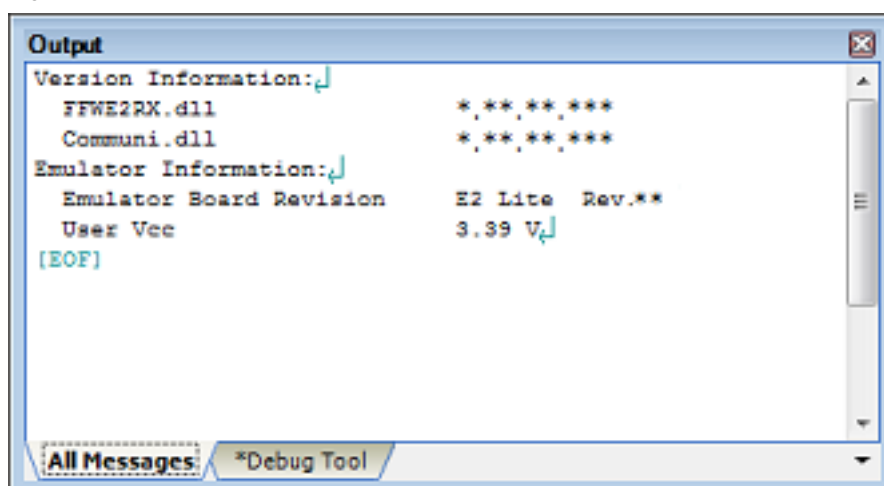 Output
Version Information:
FFWE2RX.dll *.**.**.***
Communi.dll *.**.**.***
Emulator Information:
Emulator Board Revision E2 Lite Rev.**
User Vcc 3.39 V
[EOF]
All Messages *Debug Tool